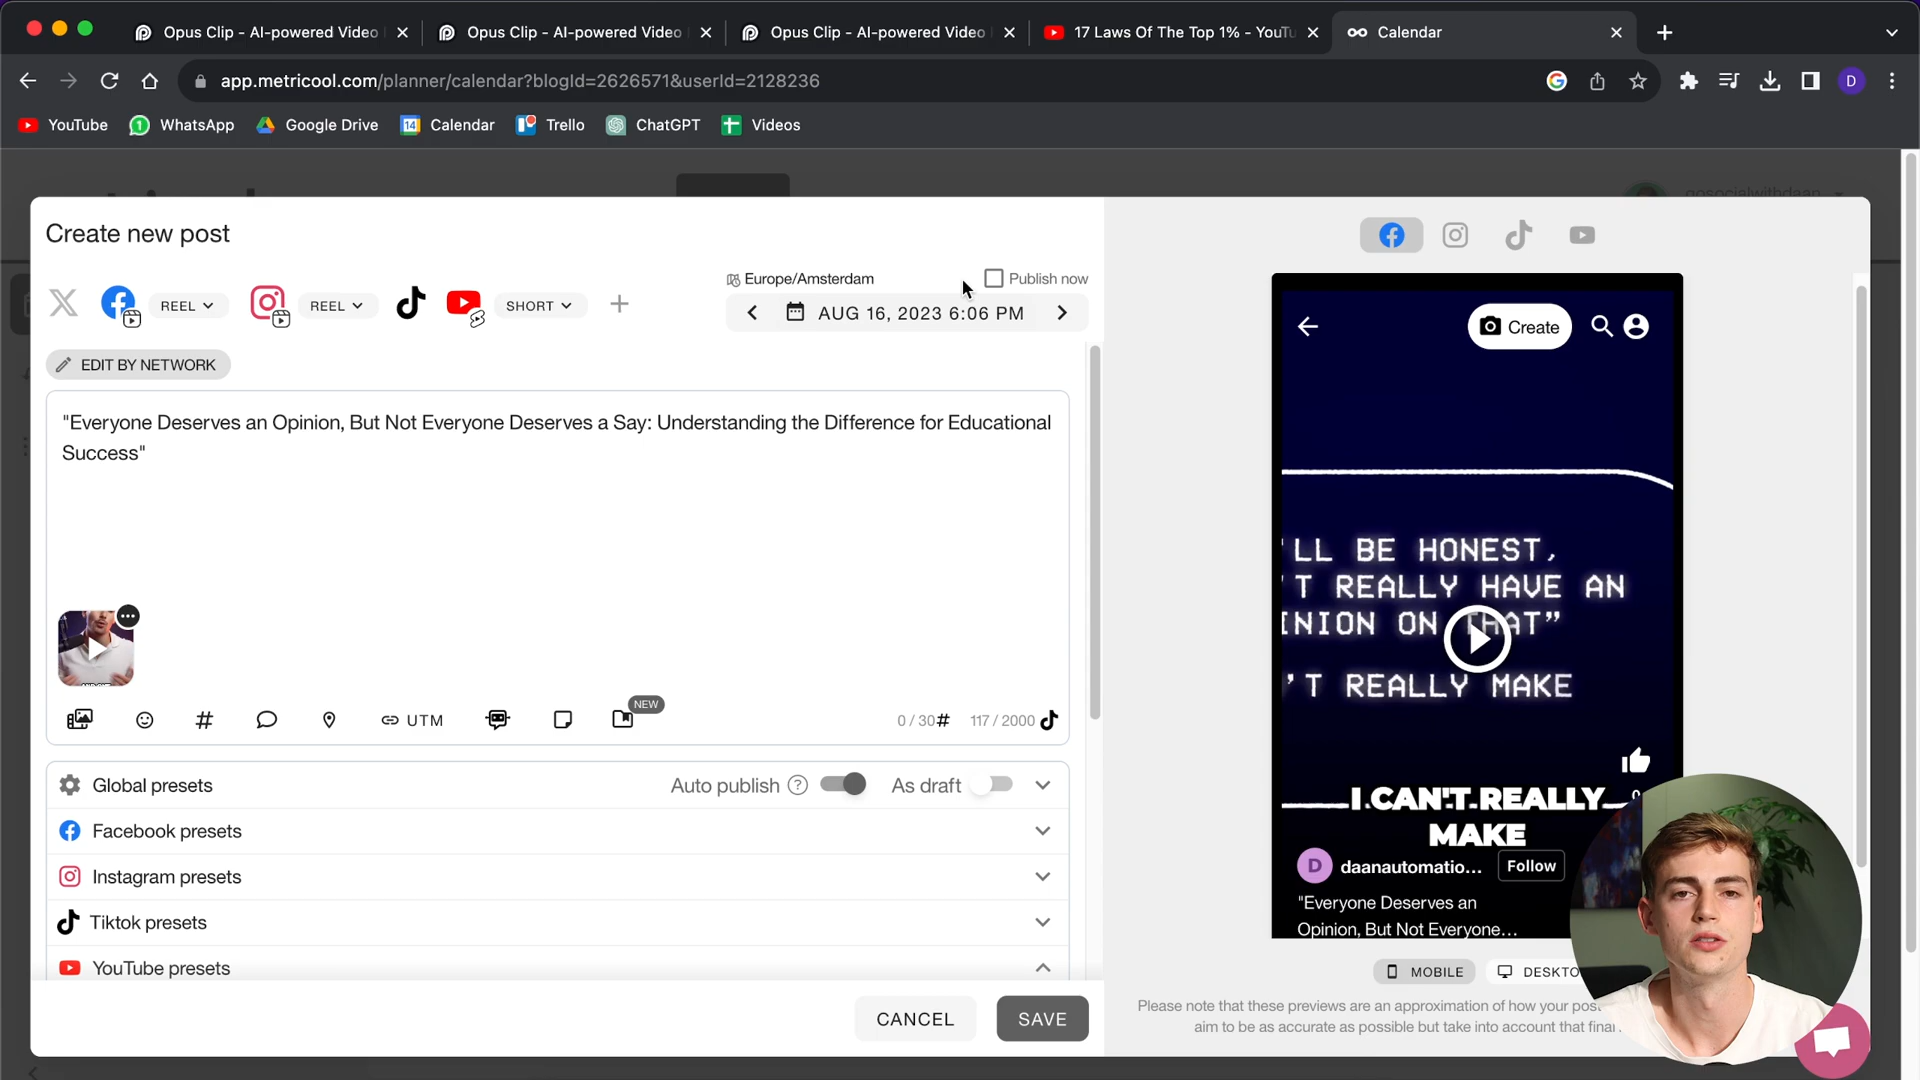 Opus Clip - AI-powered Video
Opus Clip - AI-powered Video
Opus Clip - AI-powered Video
17 Laws Of The Top 1% - YouTu
Calendar
app.metricool.com/planner/calendar?blogId=2626571&userId=2128236
D
YouTube
WhatsApp
Google Drive
14
Calendar
Trello
ChatGPT
Videos
gosocialwithdaan
Create new post
REEL
REEL
SHORT
Europe/Amsterdam
Publish now
AUG 16, 2023 6:06 PM
EDIT BY NETWORK
"Everyone Deserves an Opinion, But Not Everyone Deserves a Say: Understanding the Difference for Educational
Success"
UTM
NEW
0 / 30#
117 / 2000
Global presets
Auto publish
?
As draft
Facebook presets
Instagram presets
Tiktok presets
YouTube presets
CANCEL
SAVE
Create
'LL BE HONEST,
'T REALLY HAVE AN
INION ON THAT”
'T REALLY MAKE
I CAN'T REALLY
MAKE
D
daanautomatio...
Follow
"Everyone Deserves an
Opinion, But Not Everyone...
MOBILE
DESKTO
Please note that these previews are an approximation of how your pos
aim to be as accurate as possible but take into account that final